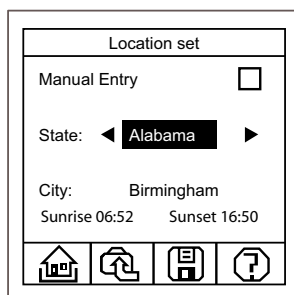 Location set
Manual Entry
State: Alabama
City: Birmingham
Sunrise 06:52 Sunset 16:50
?